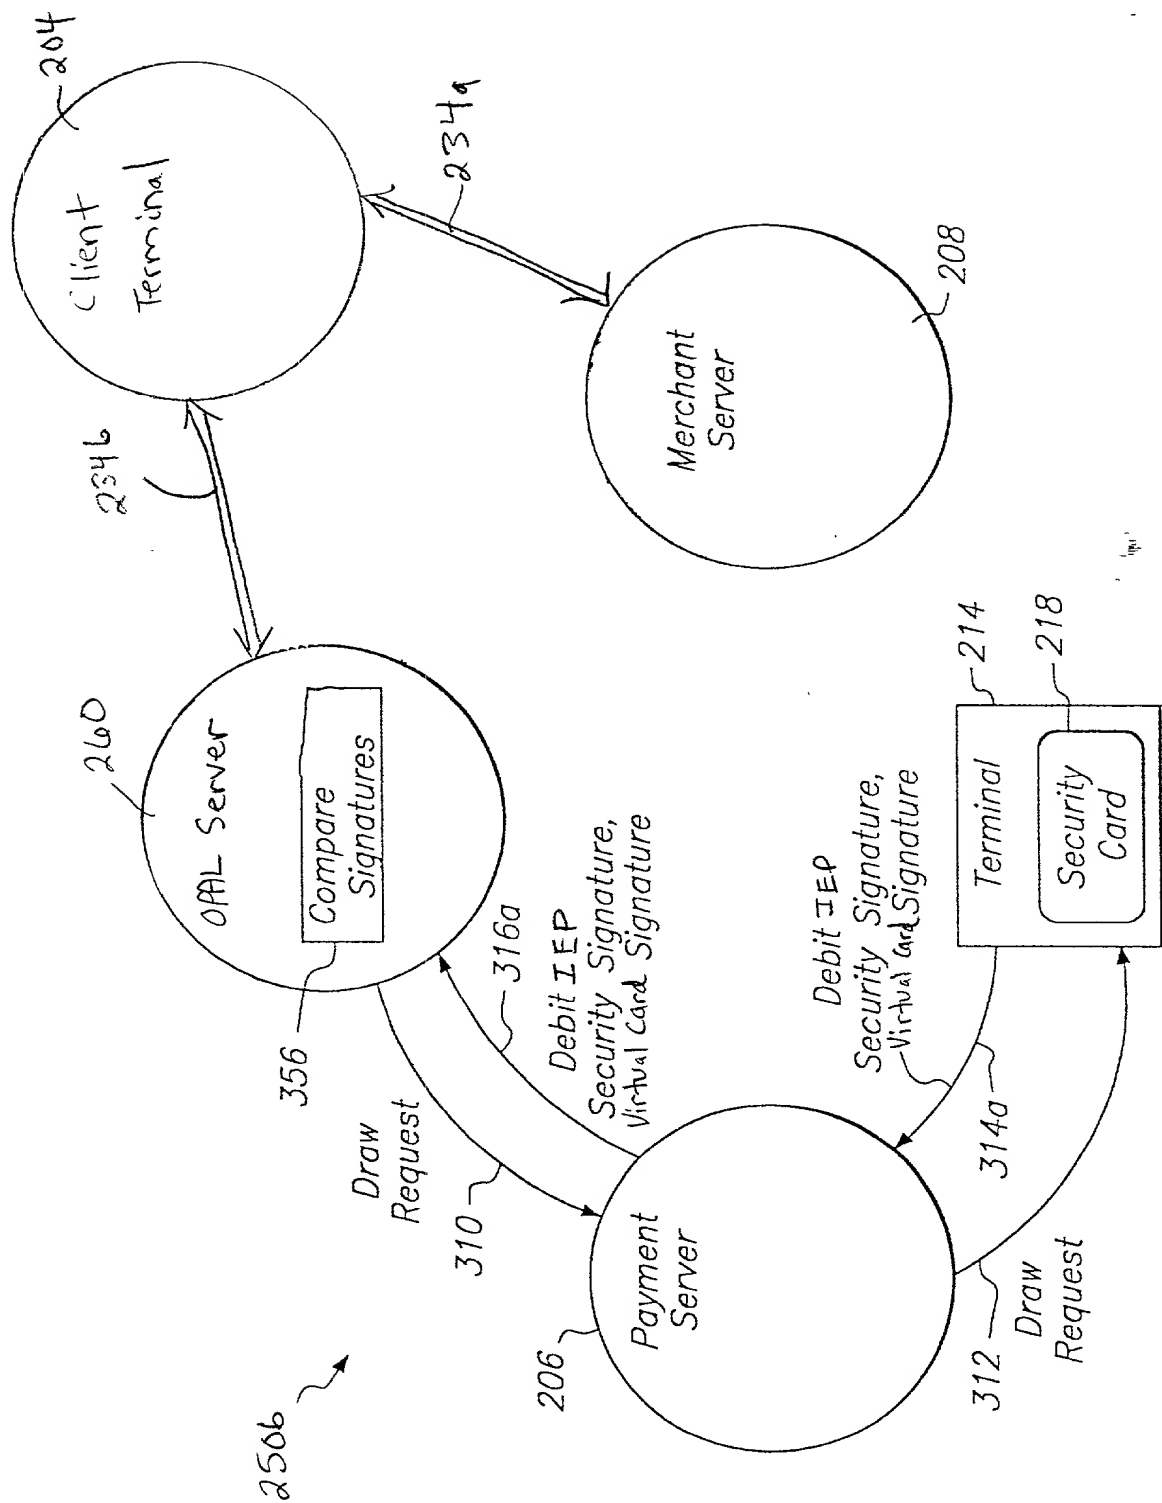 250b
206
Payment
Server
310
Draw
Request
356
260
OPAL Server
Compare
Signatures
316a
Debit IEP
Security Signature,
Virtual Card Signature
234b
204
Client
Terminal
234a
Merchant
Server
208
312
Draw
Request
314a
Debit IEP
Security Signature,
Virtual Card Signature
Terminal
214
Security
Card
218